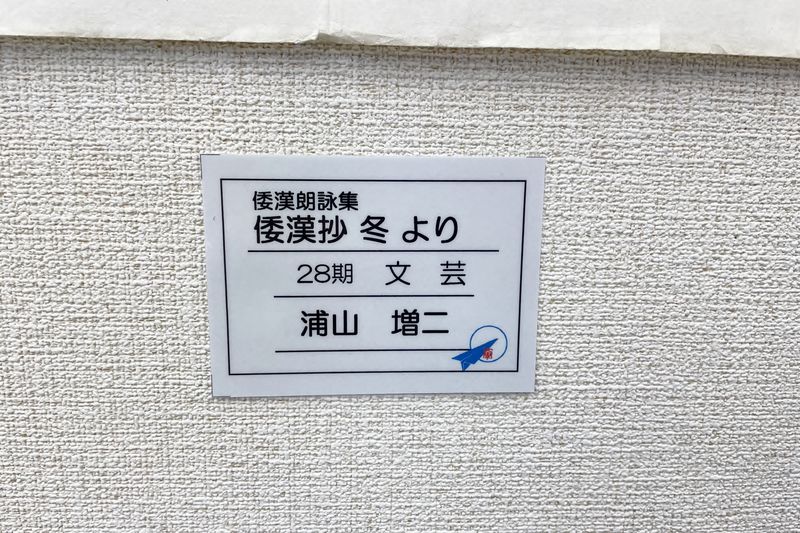 倭漢朗詠集
倭漢抄 冬 より
28期 文 芸
浦山 増二